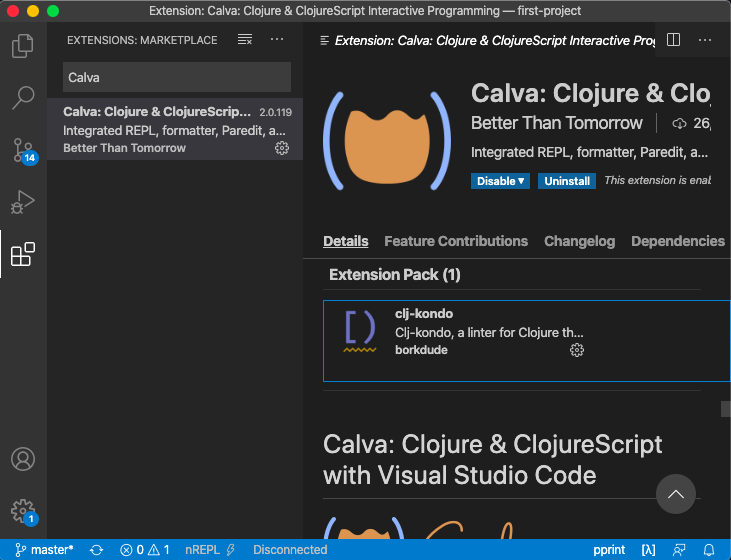 Extension: Calva: Clojure & ClojureScript Interactive Programming — first-project
EXTENSIONS: MARKETPLACE
Calva
Calva: Clojure & ClojureScrip... 2.0.119
Integrated REPL, formatter, Paredit, a...
Better Than Tomorrow
14
1
Extension: Calva: Clojure & ClojureScript Interactive Prog
Calva: Clojure & Clo
Better Than Tomorrow 26,
Integrated REPL, formatter, Paredit, a...
Disable Uninstall This extension is enab
Details Feature Contributions Changelog Dependencies
Extension Pack (1)
clj-kondo
Clj-kondo, a linter for Clojure th...
borkdude
Calva: Clojure & ClojureScript
with Visual Studio Code
master* 0 1 nREPL Disconnected pprint [λ]